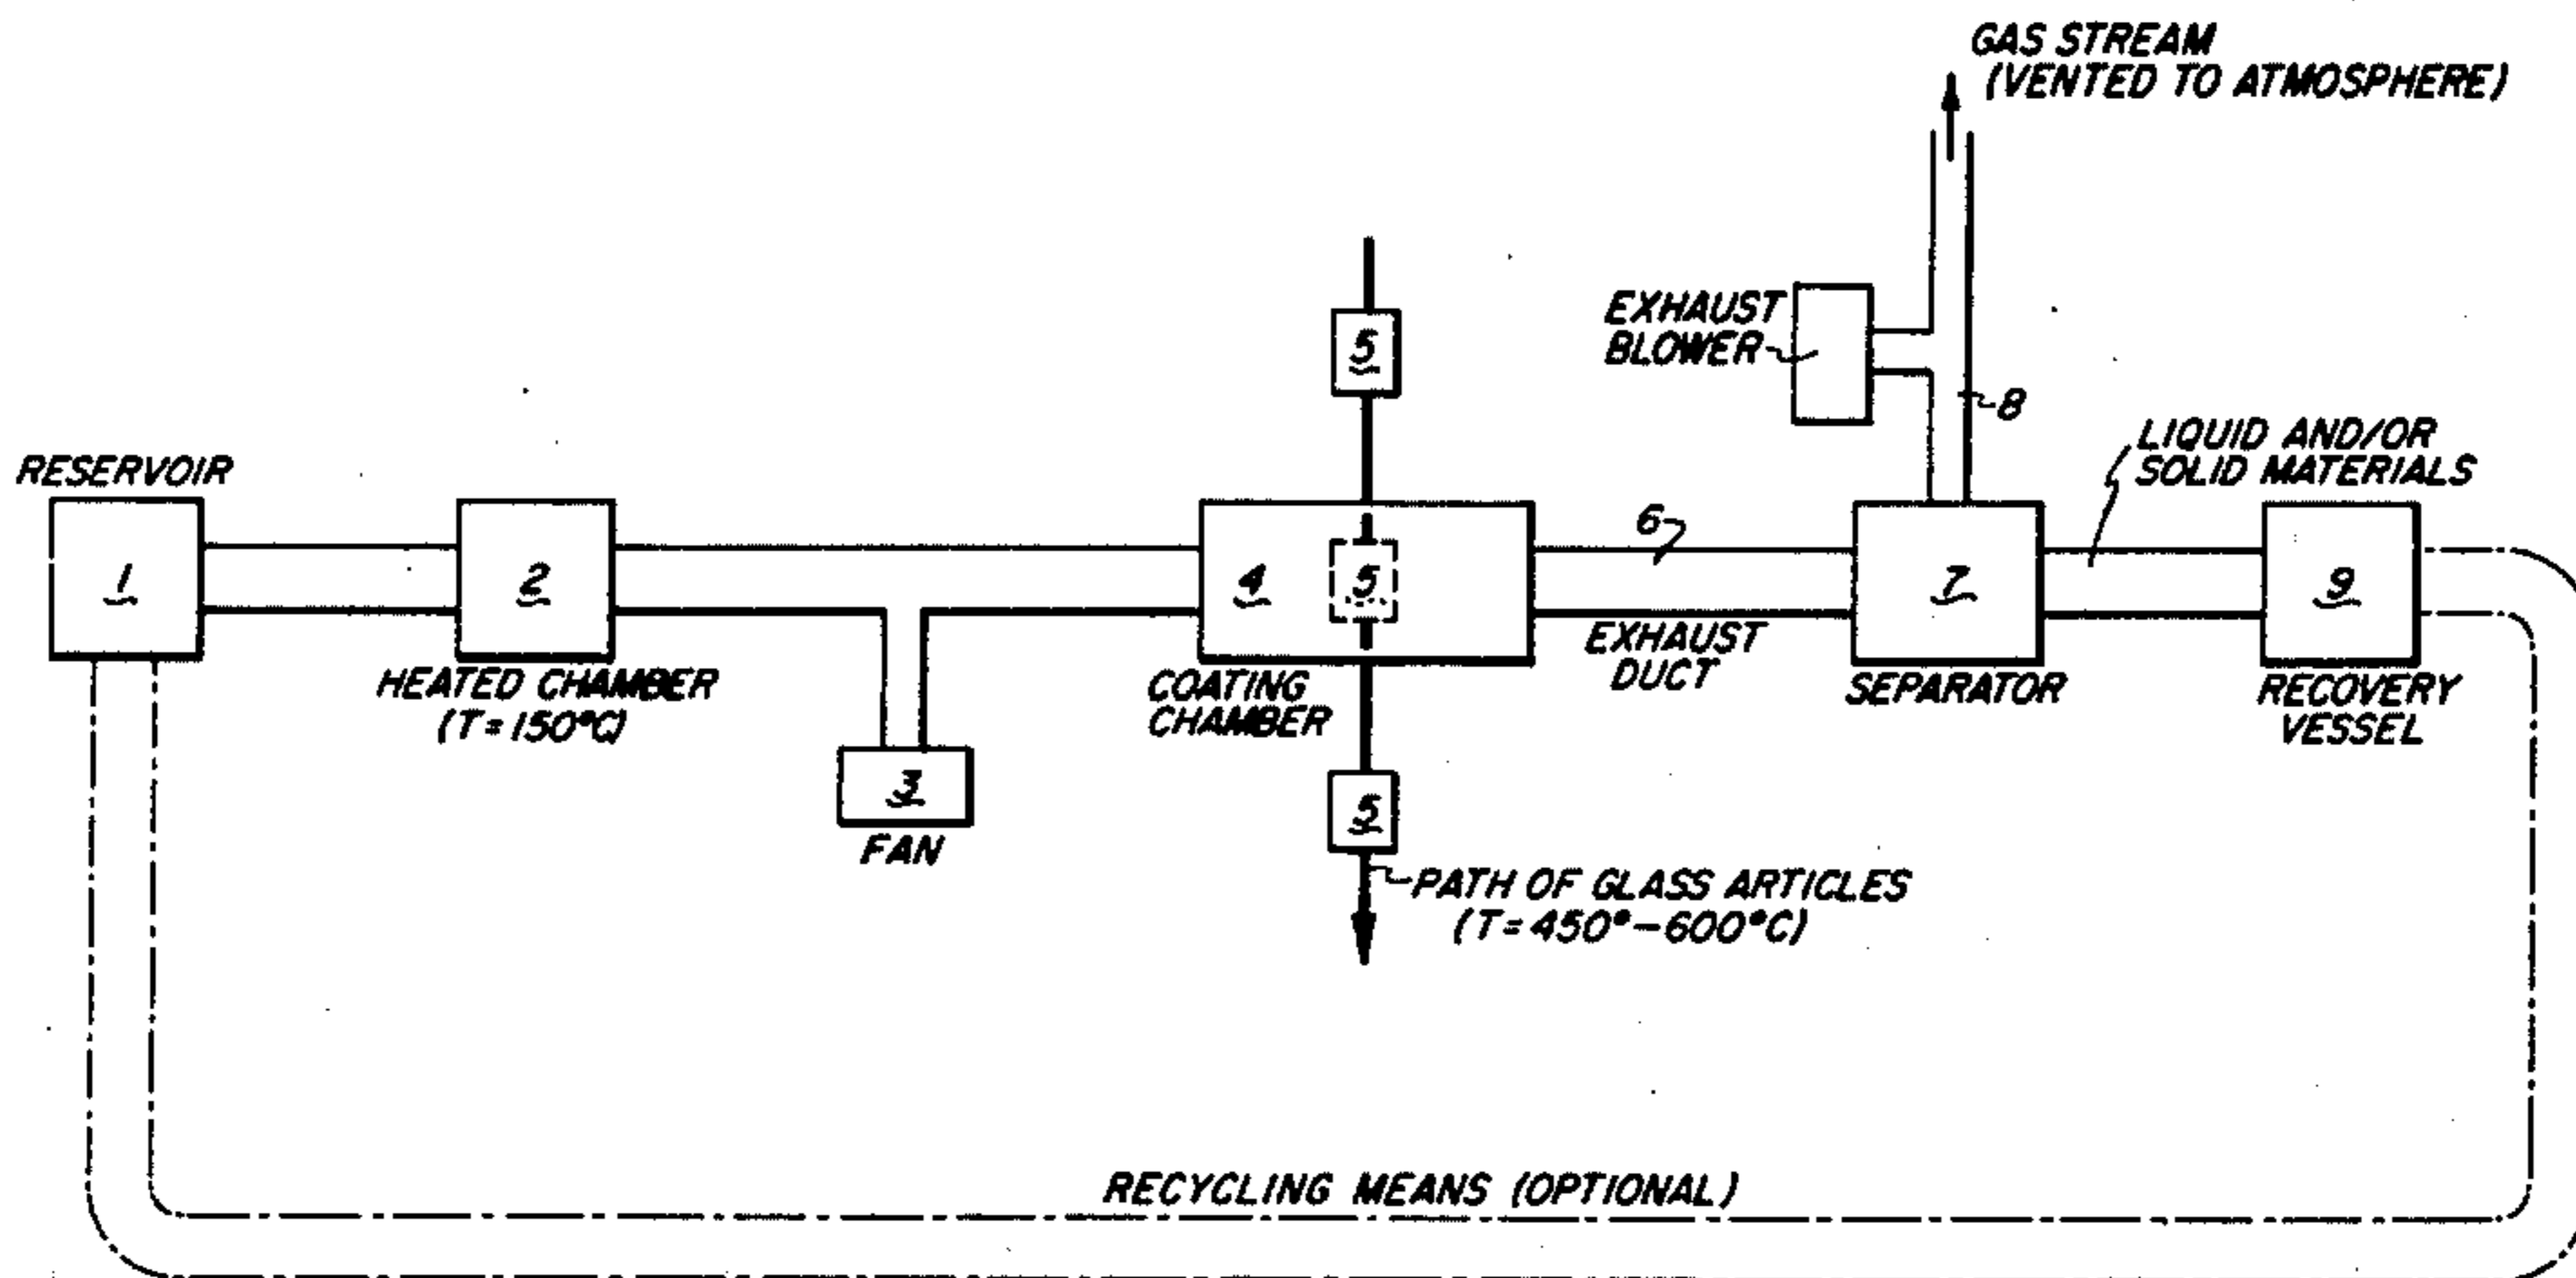 GAS STREAM
(VENTED TO ATMOSPHERE)
EXHAUST
BLOWER
8
LIQUID AND/OR
SOLID MATERIALS
RESERVOIR
1
2
HEATED CHAMBER
(T=150°C)
3
FAN
5
4
5
COATING
CHAMBER
5
PATH OF GLASS ARTICLES
(T=450°-600°C)
6
EXHAUST
DUCT
7
SEPARATOR
9
RECOVERY
VESSEL
RECYCLING MEANS (OPTIONAL)